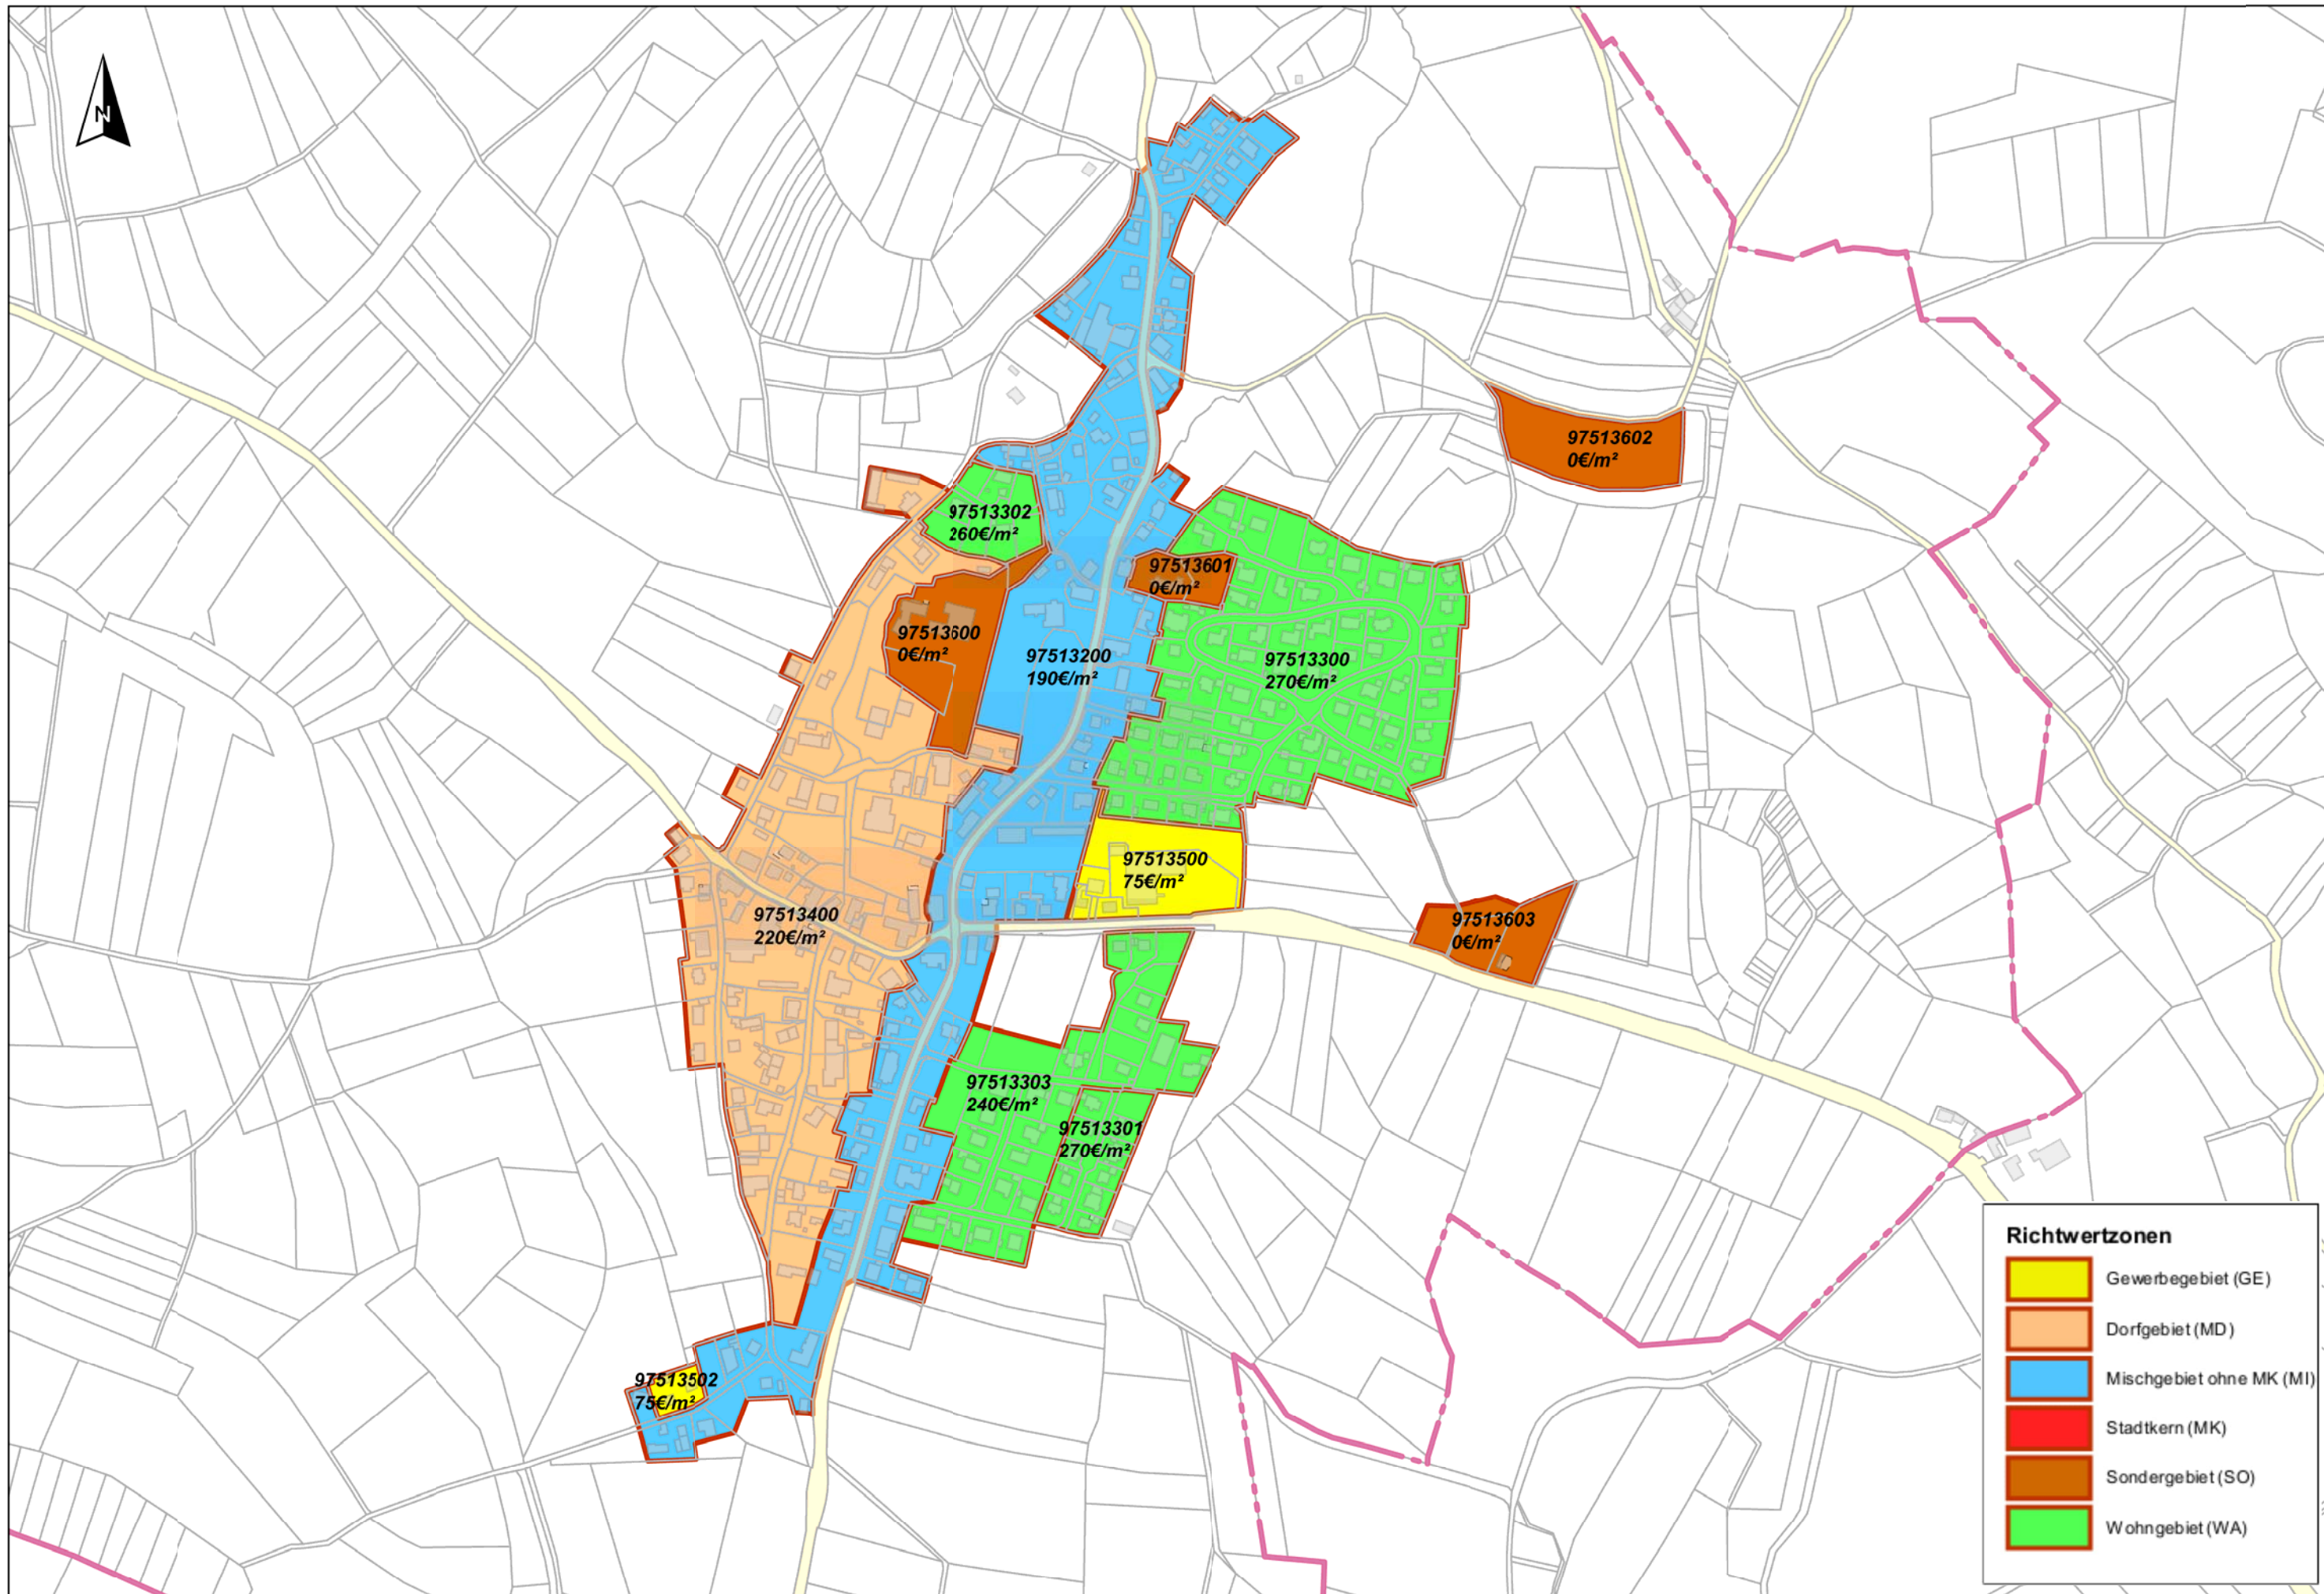 N
97513602
0€/m²
97513302
260€/m²
97513601
0€/m²
97513600
0€/m²
97513200
190€/m²
97513300
270€/m²
97513500
75€/m²
97513400
220€/m²
97513603
0€/m²
97513303
240€/m²
97513301
270€/m²
97513502
75€/m²
Richtwertzonen
Gewerbegebiet (GE)
Dorfgebiet (MD)
Mischgebiet ohne MK (MI)
Stadtkern (MK)
Sondergebiet (SO)
Wohngebiet (WA)